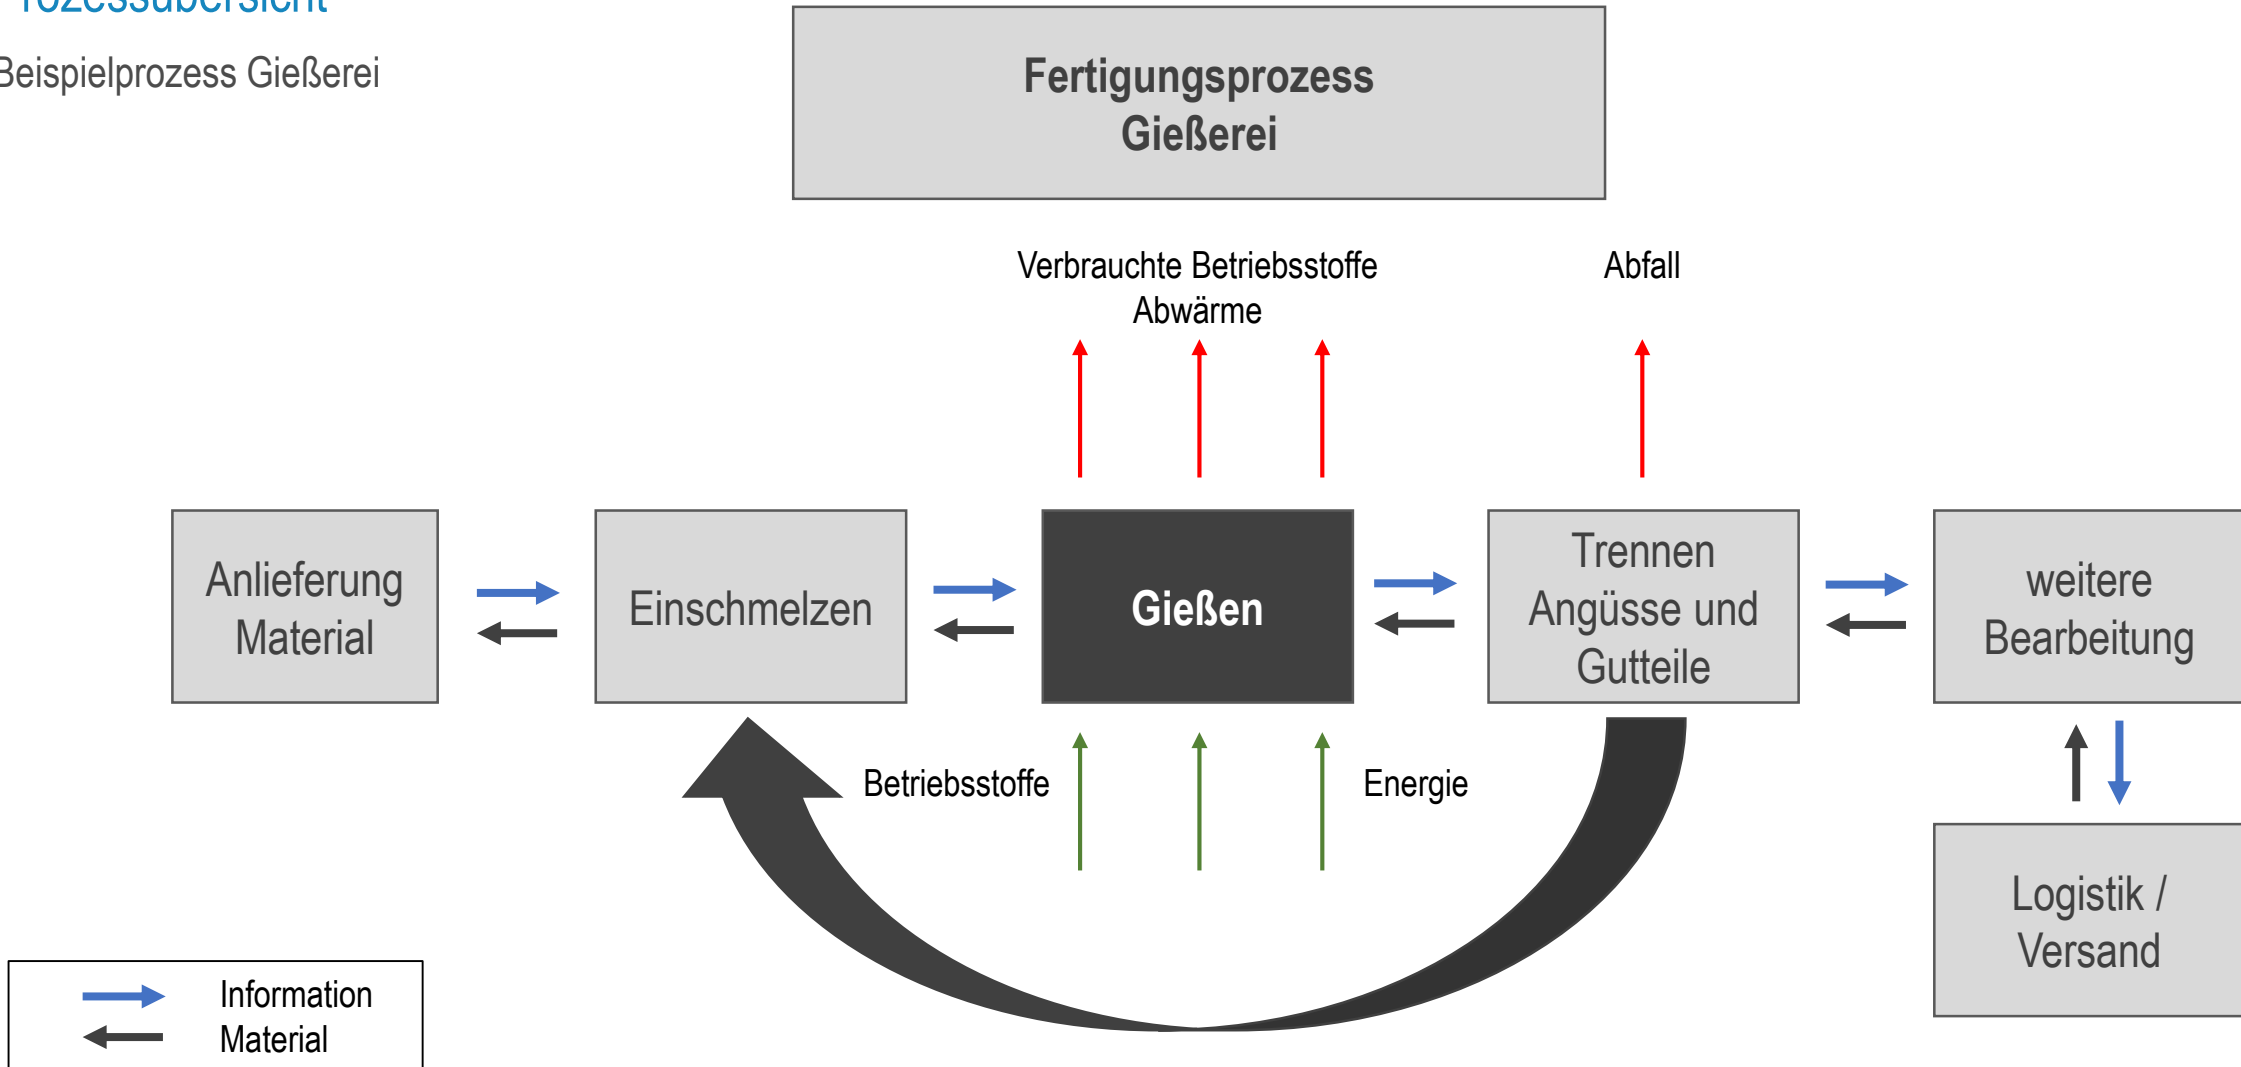 rozessübersicht
Beispielprozess Gießerei
Fertigungsprozess
Gießerei
Verbrauchte Betriebsstoffe
Abwärme
Abfall
Anlieferung
Material
Einschmelzen
Gießen
Trennen
Angüsse und
Gutteile
weitere
Bearbeitung
Betriebsstoffe
Energie
Logistik /
Versand
Information
Material